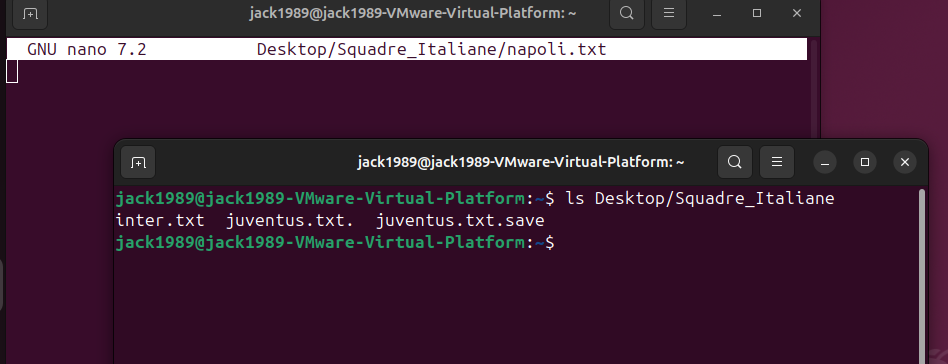 jack1989@jack1989-VMware-Virtual-Platform: ~
GNU nano 7.2 Desktop/Squadre_Italiane/napoli.txt
jack1989@jack1989-VMware-Virtual-Platform: ~
jack1989@jack1989-VMware-Virtual-Platform:~$ ls Desktop/Squadre_Italiane
inter.txt juventus.txt. juventus.txt.save
jack1989@jack1989-VMware-Virtual-Platform:~$